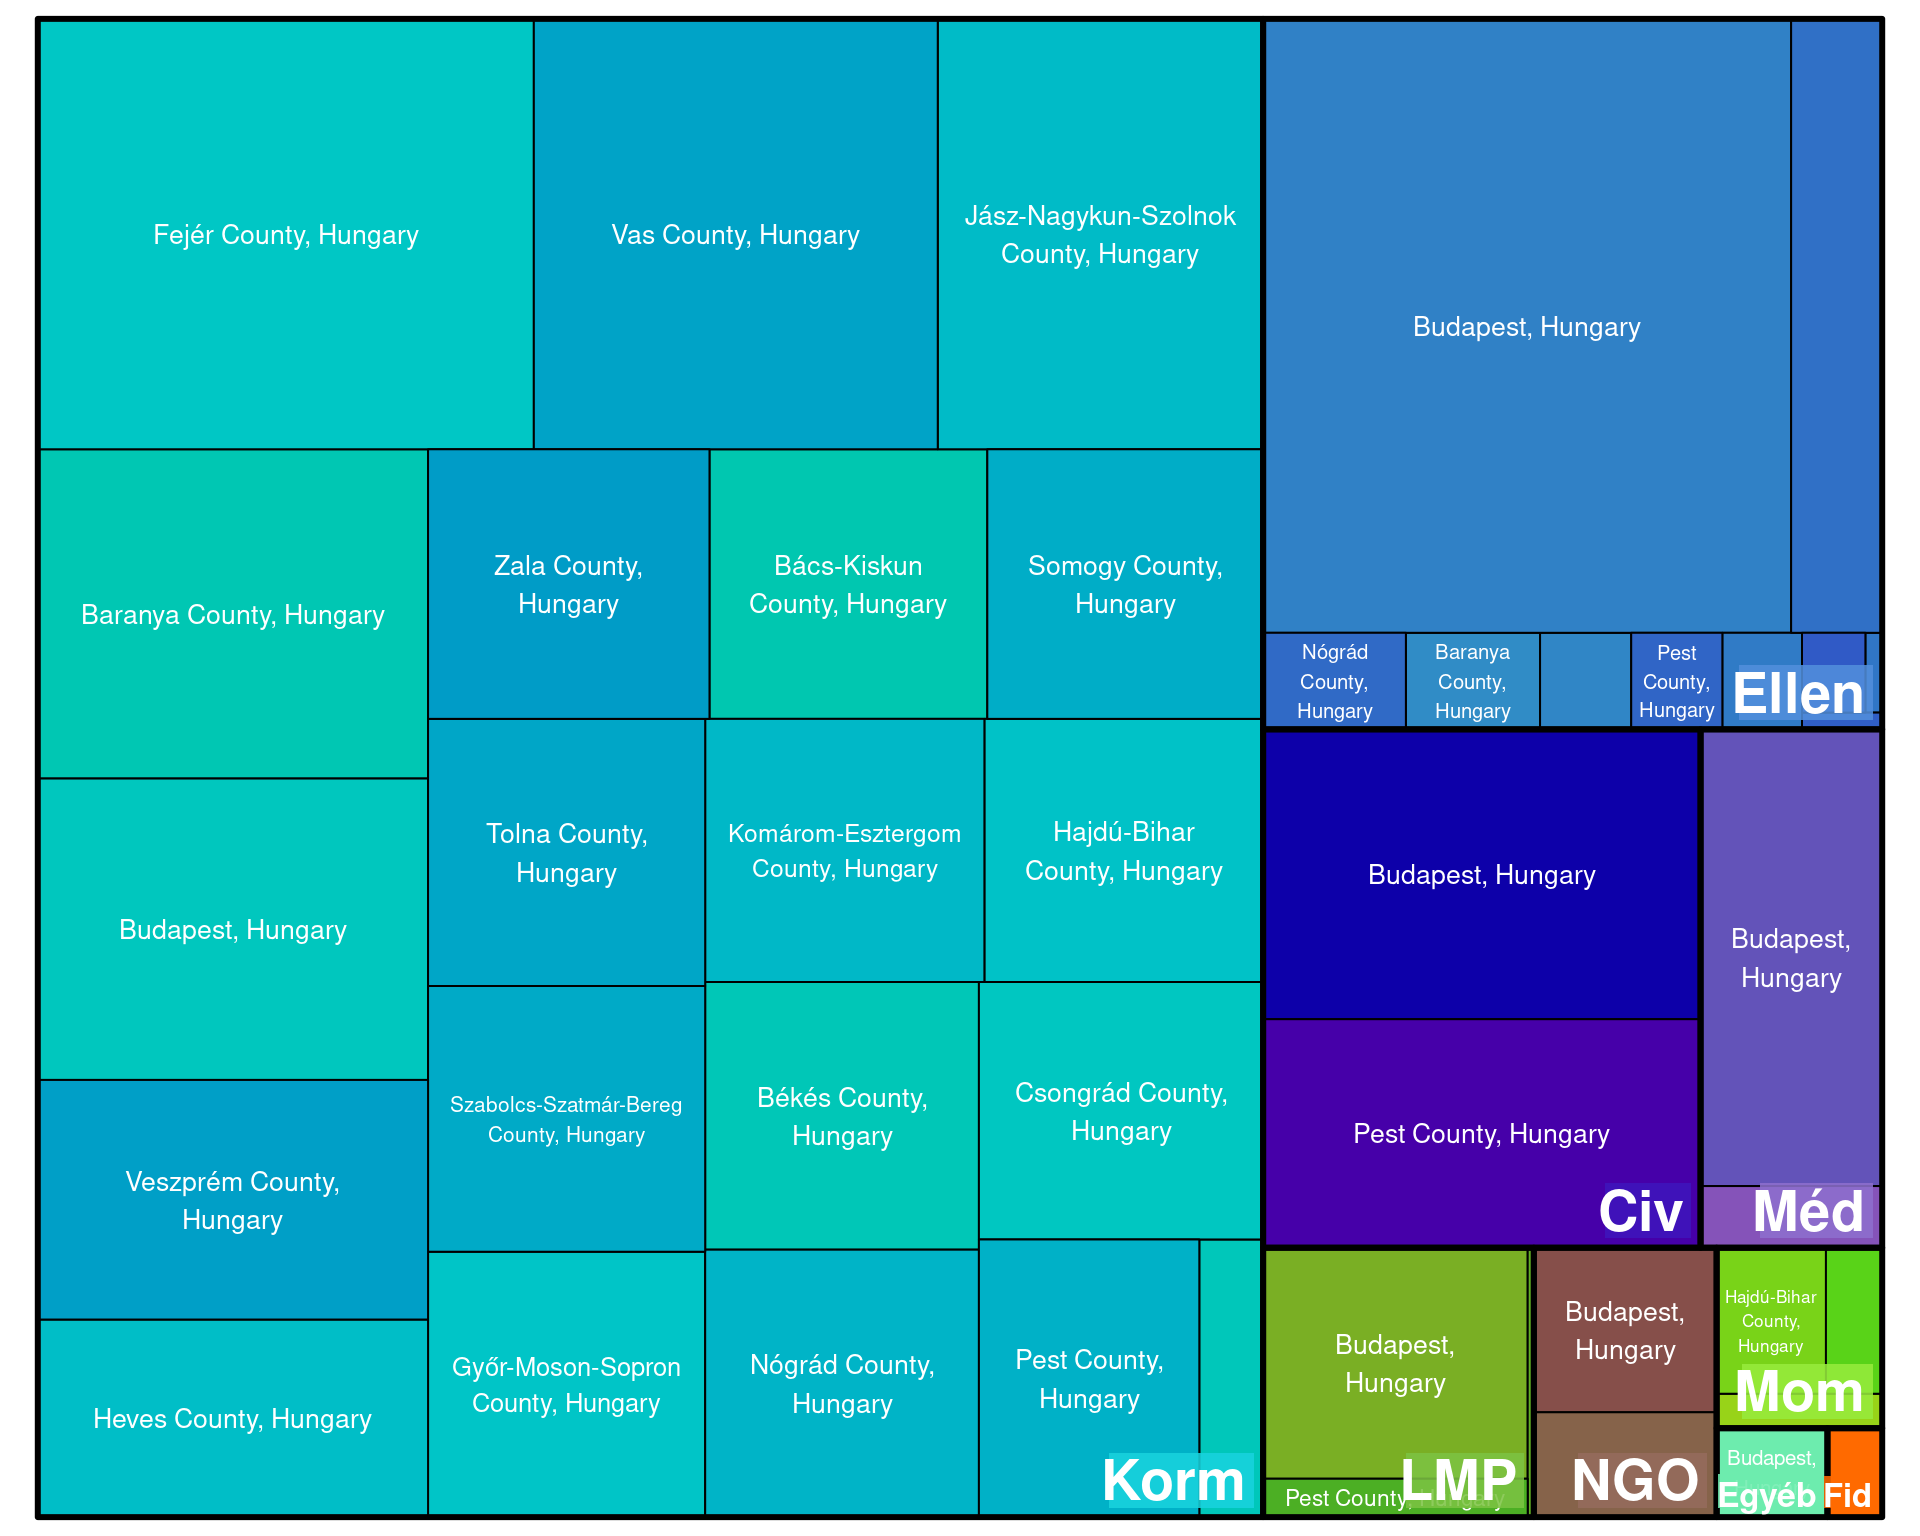 Fejér County, Hungary
Vas County, Hungary
Jász-Nagykun-Szolnok
County, Hungary
Baranya County, Hungary
Zala County,
Hungary
Bács-Kiskun
County, Hungary
Somogy County,
Hungary
Budapest, Hungary
Tolna County,
Hungary
Komárom-Esztergom
County, Hungary
Hajdú-Bihar
County, Hungary
Veszprém County,
Hungary
Szabolcs-Szatmár-Bereg
County, Hungary
Békés County,
Hungary
Csongrád County,
Hungary
Heves County, Hungary
Győr-Moson-Sopron
County, Hungary
Nógrád County,
Hungary
Pest County,
Hungary
Korm
Budapest, Hungary
Nógrád
County,
Hungary
Baranya
County,
Hungary
Pest
County,
Hungary
Ellen
Budapest, Hungary
Pest County, Hungary
Civ
Budapest,
Hungary
Méd
Budapest,
Hungary
Pest County, Hungary
LMP
Budapest,
Hungary
NGO
Hajdú-Bihar
County,
Hungary
Mom
Budapest,
Egyéb
Fid